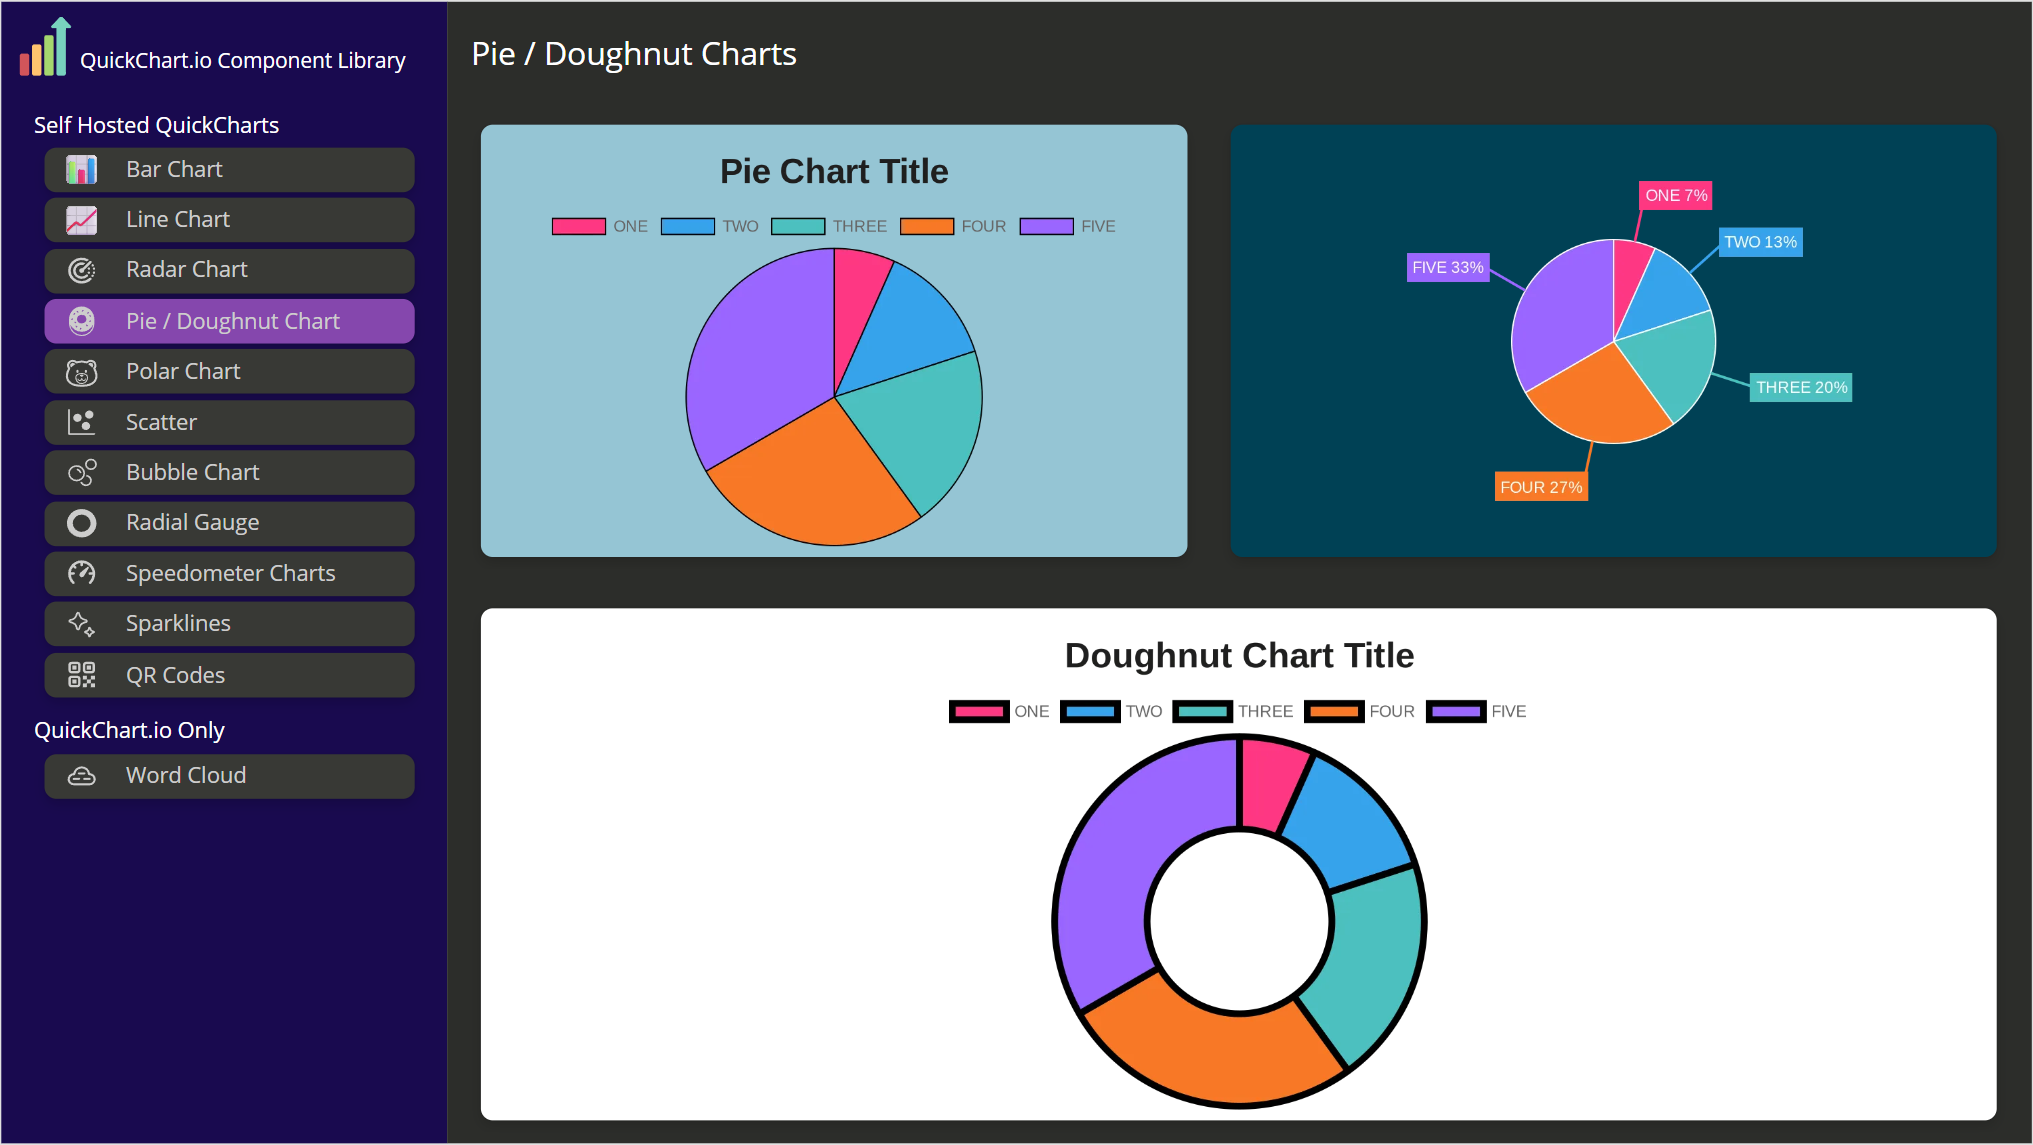 QuickChart.io Component Library
Self Hosted QuickCharts
Bar Chart
Line Chart
Radar Chart
Pie / Doughnut Chart
Polar Chart
Scatter
Bubble Chart
Radial Gauge
Speedometer Charts
Sparklines
QR Codes
QuickChart.io Only
Word Cloud
Pie / Doughnut Charts
Pie Chart Title
ONE TWO THREE FOUR FIVE
ONE 7%
TWO 13%
FIVE 33%
THREE 20%
FOUR 27%
Doughnut Chart Title
ONE TWO THREE FOUR FIVE